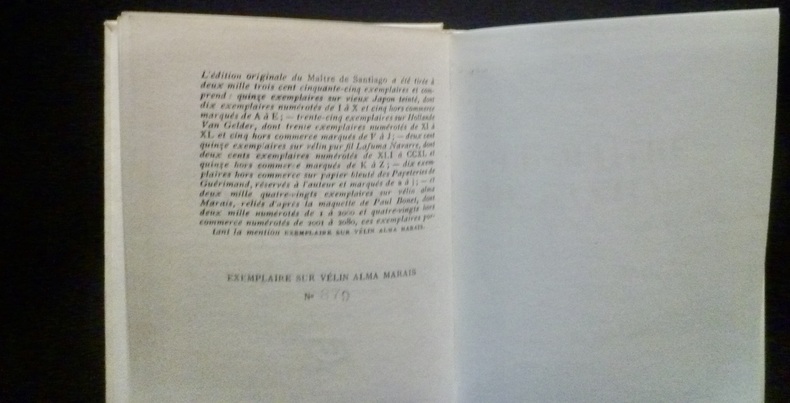 L'édition originale du Maître de Santiago a été tirée à
deux mille trois cent cinquante-cinq exemplaires et com-
prend : quinze exemplaires sur vieux Japon teinté, dont
dix exemplaires numérotés de I à X et cinq hors commerce
marqués de A à E ; — trente-cinq exemplaires sur Hollande
Van Gelder, dont trente exemplaires numérotés de XI à
XL et cinq hors commerce marqués de F à J ; — deux cent
quinze exemplaires sur vélin pur fil Lafuma Navarre, dont
deux cents exemplaires numérotés de XLI à CCXL et
quinze hors commerce marqués de K à Z ; — dix exem-
plaires hors commerce sur papier bleuté des Papeteries de
Guérimand, réservés à l'auteur et marqués de a à j ; — et
deux mille quatre-vingts exemplaires sur vélin alma
Marais, reliés d'après la maquette de Paul Bonet, dont
deux mille numérotés de 1 à 2000 et quatre-vingts hors
commerce numérotés de 2001 à 2080, ces exemplaires por-
tant la mention EXEMPLAIRE SUR VÉLIN ALMA MARAIS.
EXEMPLAIRE SUR VÉLIN ALMA MARAIS
Nº 870